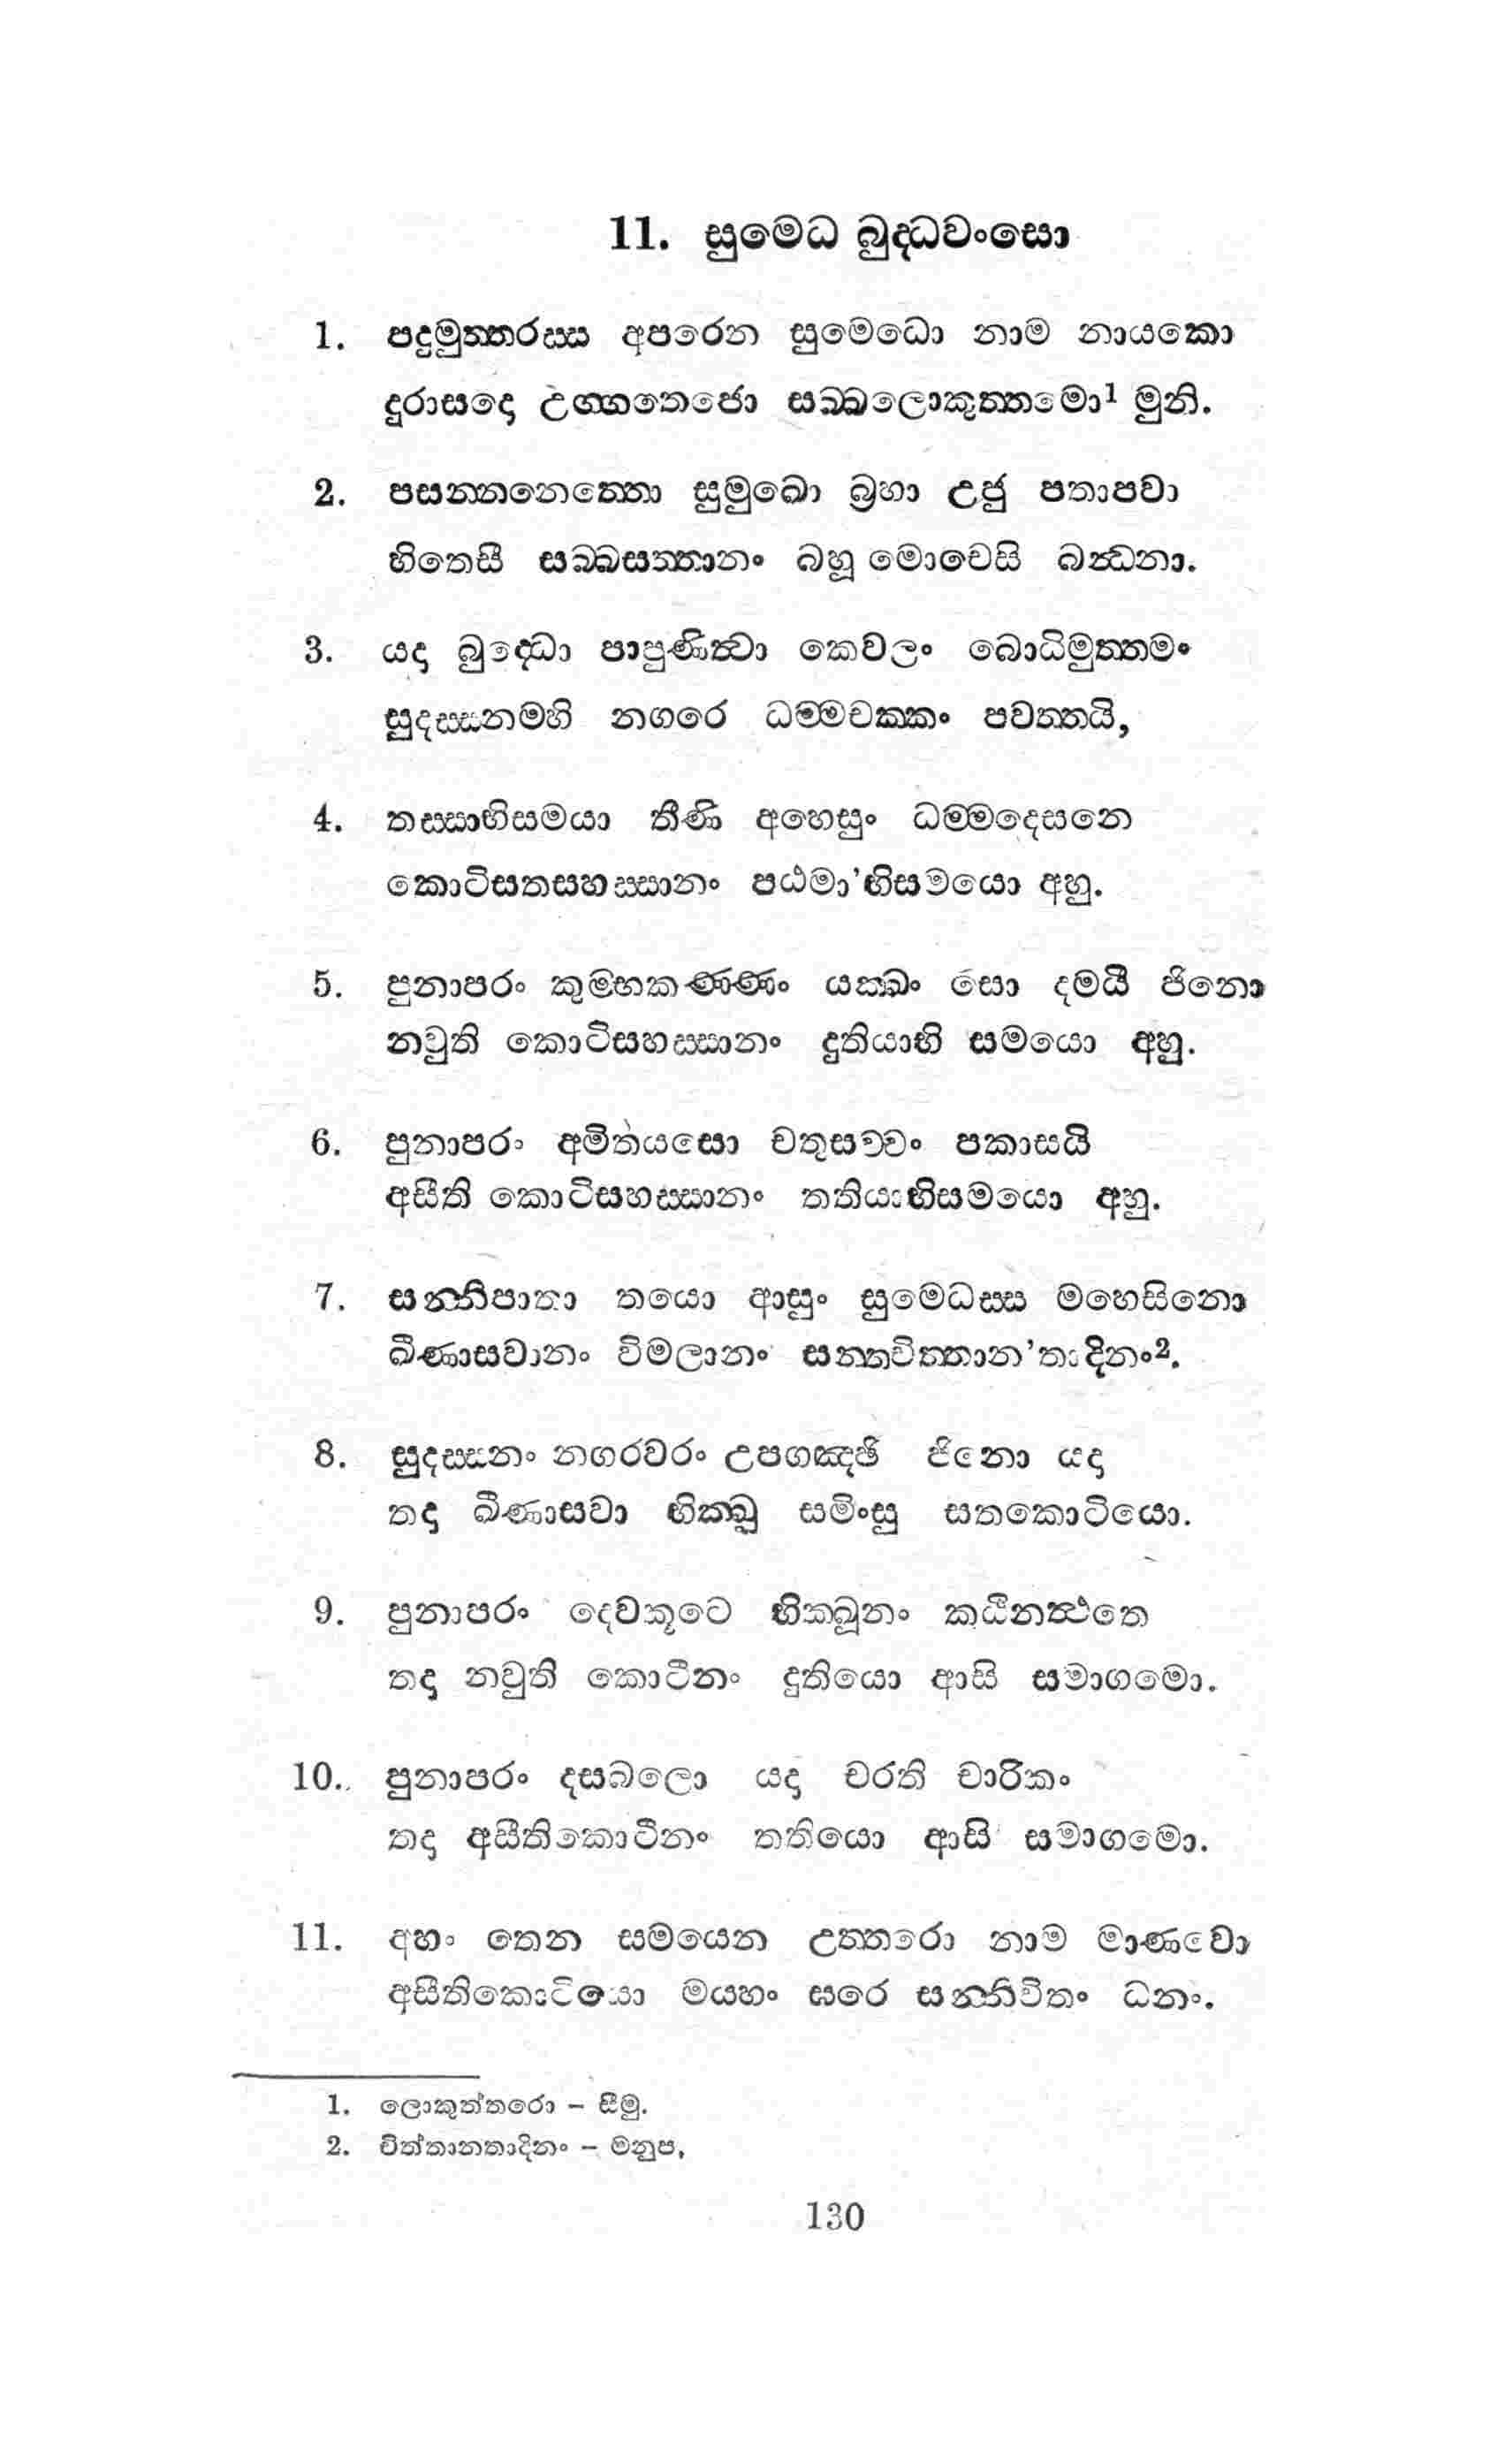 11. සුමෙධ බුද්ධවංසො
1. පදුමුත්තරස්ස අපරෙන සුමෙධො නාම නායකො
දුරාසදො උග්ගතෙජො සබ්බලොකුත්තමො¹ මුනි.
2. පසන්නනෙත්තො සුමුඛො බ්‍රහා උජු පතාපවා
හිතෙසී සබ්බසත්තානං බහූ මොචෙසි බන්ධනා.
3. යදා බුද්ධො පාපුණිත්වා කෙවලං බොධිමුත්තමං
සුදස්සනම්හි නගරෙ ධම්මචක්කං පවත්තයි,
4. තස්සාභිසමයා තීණි අහෙසුං ධම්මදෙසනෙ
කොටිසතසහස්සානං පඨමා'භිසමයො අහු.
5. පුනාපරං කුම්භකණ්ණං යක්ඛං සො දමයී ජිනො
නවුති කොටිසහස්සානං දුතියාභි සමයො අහු.
6. පුනාපරං අමිතයසො චතුසච්චං පකාසයි
අසීති කොටිසහස්සානං තතියාභිසමයො අහු.
7. සන්නිපාතා තයො ආසුං සුමෙධස්ස මහෙසිනො
ඛීණාසවානං විමලානං සන්තචිත්තාන'තාදිනං².
8. සුදස්සනං නගරවරං උපගඤ්ඡි ජිනො යදා
තදා ඛීණාසවා භික්ඛූ සමිංසු සතකොටියො.
9. පුනාපරං දෙවකූටෙ භික්ඛූනං කඨිනත්ථතෙ
තදා නවුති කොටීනං දුතියො ආසි සමාගමො.
10. පුනාපරං දසබලො යදා චරති චාරිකං
තදා අසීතිකොටීනං තතියො ආසි සමාගමො.
11. අහං තෙන සමයෙන උත්තරො නාම මාණවො
අසීතිකොටියො මය්හං ඝරෙ සන්නිචිතං ධනං.
1. ලොකුත්තරො – සීමු.
2. චිත්තානතාදිනං – මනුප,
130